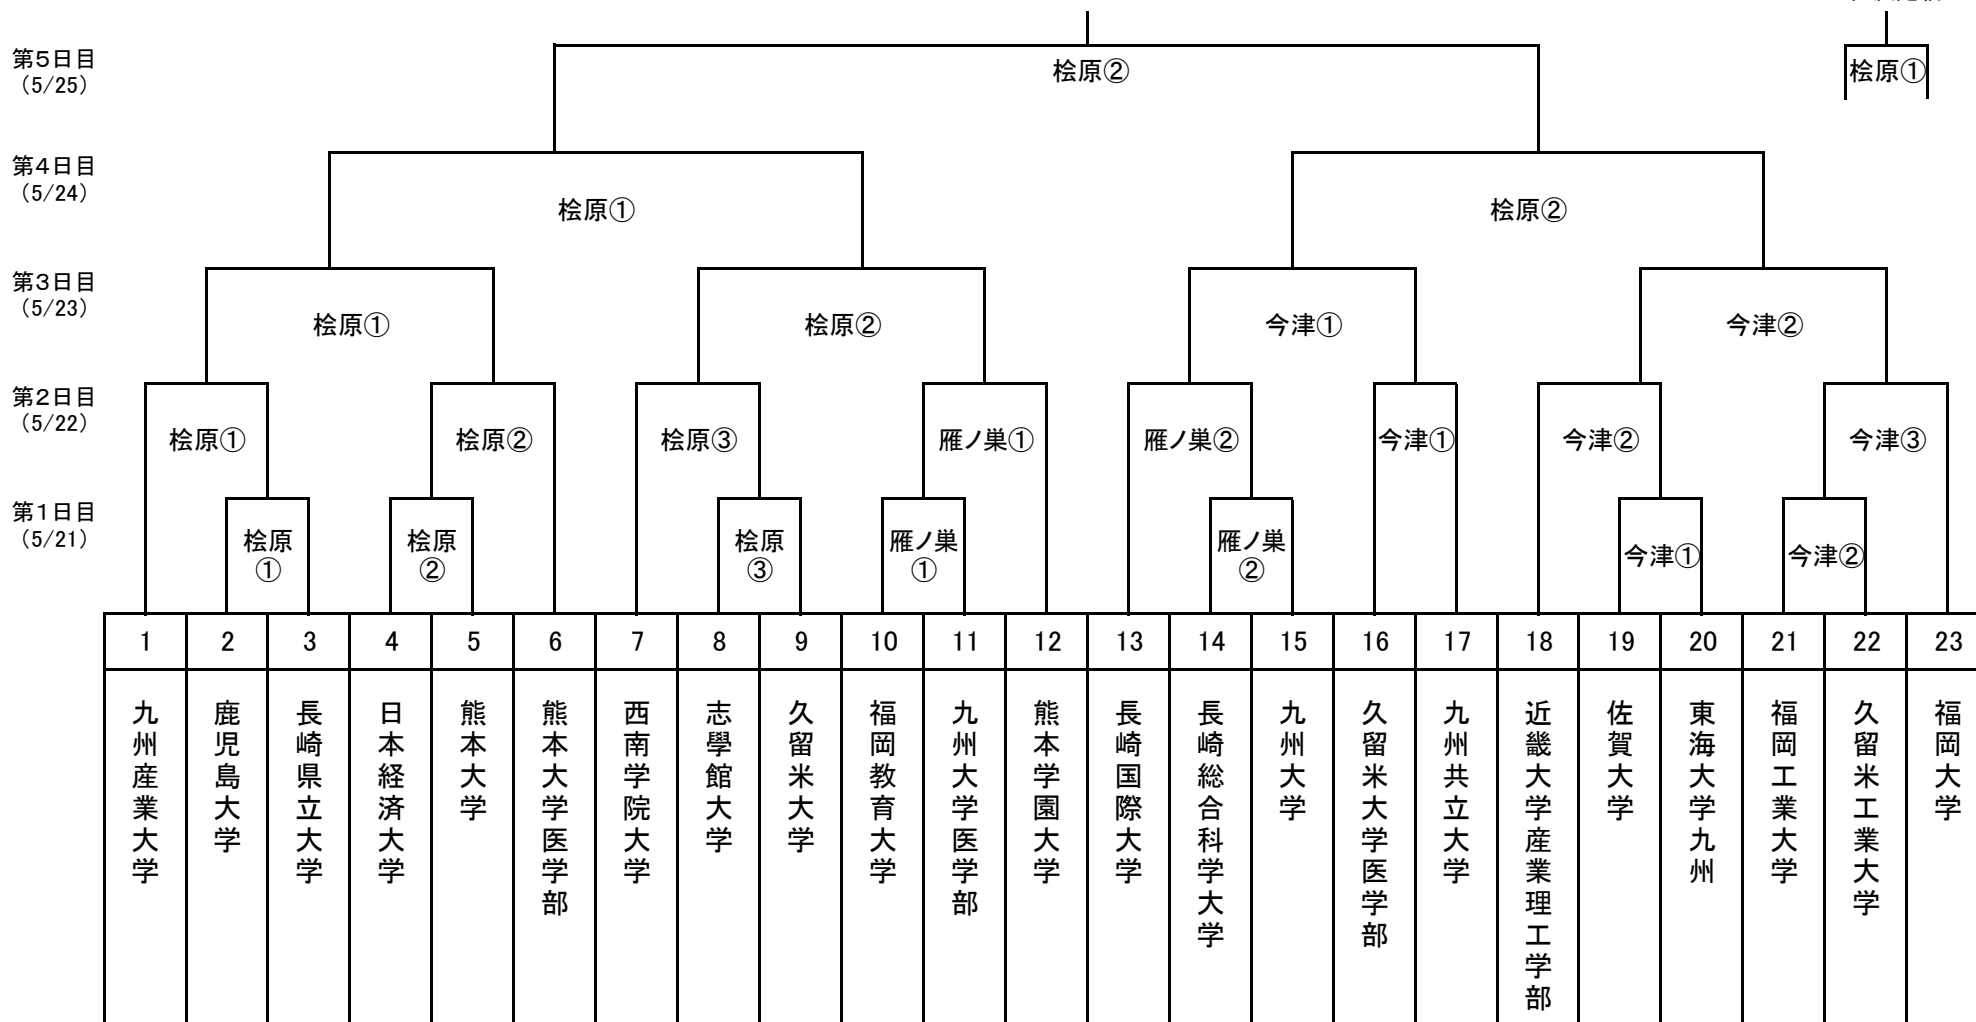 第5日目
（5/25）
桧原②
桧原①
第4日目
（5/24）
桧原①
桧原②
第3日目
（5/23）
桧原①
桧原②
今津①
今津②
第2日目
（5/22）
桧原①
桧原②
桧原③
雁ノ巣①
雁ノ巣②
今津①
今津②
今津③
第1日目
（5/21）
桧原
①
桧原
②
桧原
③
雁ノ巣
①
雁ノ巣
②
今津①
今津②
1 2 3 4 5 6 7 8 9 10 11 12 13 14 15 16 17 18 19 20 21 22 23
九州産業大学
鹿児島大学
長崎県立大学
日本経済大学
熊本大学
熊本大学医学部
西南学院大学
志學館大学
久留米大学
福岡教育大学
九州大学医学部
熊本学園大学
長崎国際大学
長崎総合科学大学
九州大学
久留米大学医学部
九州共立大学
近畿大学産業理工学部
佐賀大学
東海大学九州
福岡工業大学
久留米工業大学
福岡大学